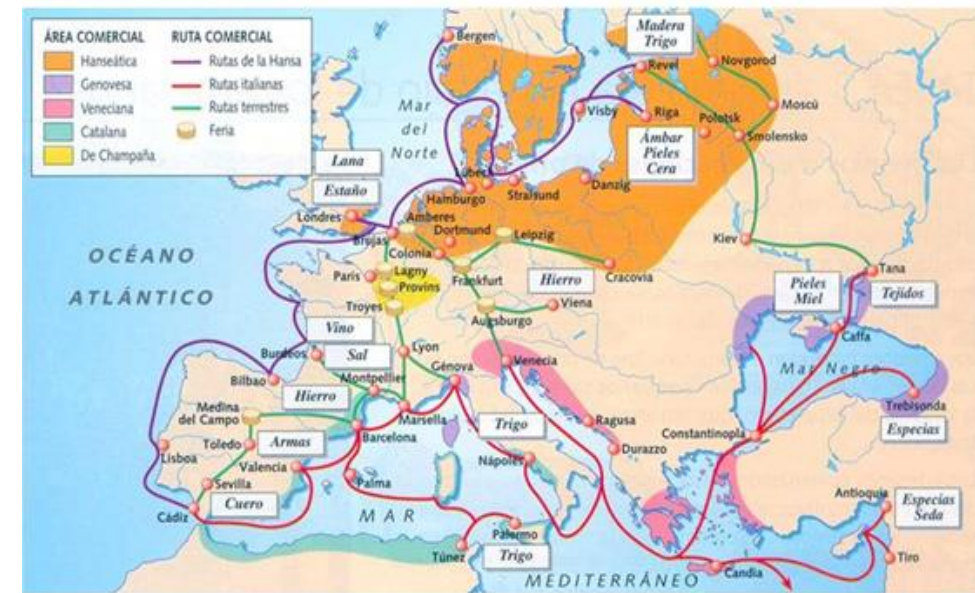 ÁREA COMERCIAL
Hanseática
Genovesa
Veneciana
Catalana
De Champaña
RUTA COMERCIAL
Rutas de la Hansa
Rutas italianas
Rutas terrestres
Feria
Bergen
Madera
Trigo
Revel
Novgorod
Mar
del
Norte
Visby
Riga
Polotsk
Moscú
Smolensko
Ámbar
Pieles
Cera
Lana
Estaño
Lübeck
Danzig
Hamburgo
Stralsund
Londres
Amberes
Dortmund
Leipzig
Brujas
Colonia
Kiev
OCÉANO
ATLÁNTICO
París
Lagny
Provins
Frankfurt
Hierro
Cracovia
Tana
Troyes
Viena
Augsburgo
Pieles
Miel
Tejidos
Vino
Burdeos
Sal
Lyon
Venecia
Caffa
Mar Negro
Génova
Bilbao
Hierro
Montpellier
Trebisonda
Medina
del Campo
Marsella
Trigo
Ragusa
Constantinopla
Especias
Toledo
Armas
Barcelona
Durazzo
Lisboa
Valencia
Nápoles
Sevilla
Palma
Cuero
Antioquía
Especias
Seda
Cádiz
MAR
Palermo
Túnez
Trigo
Candía
Tiro
MEDITERRÁNEO